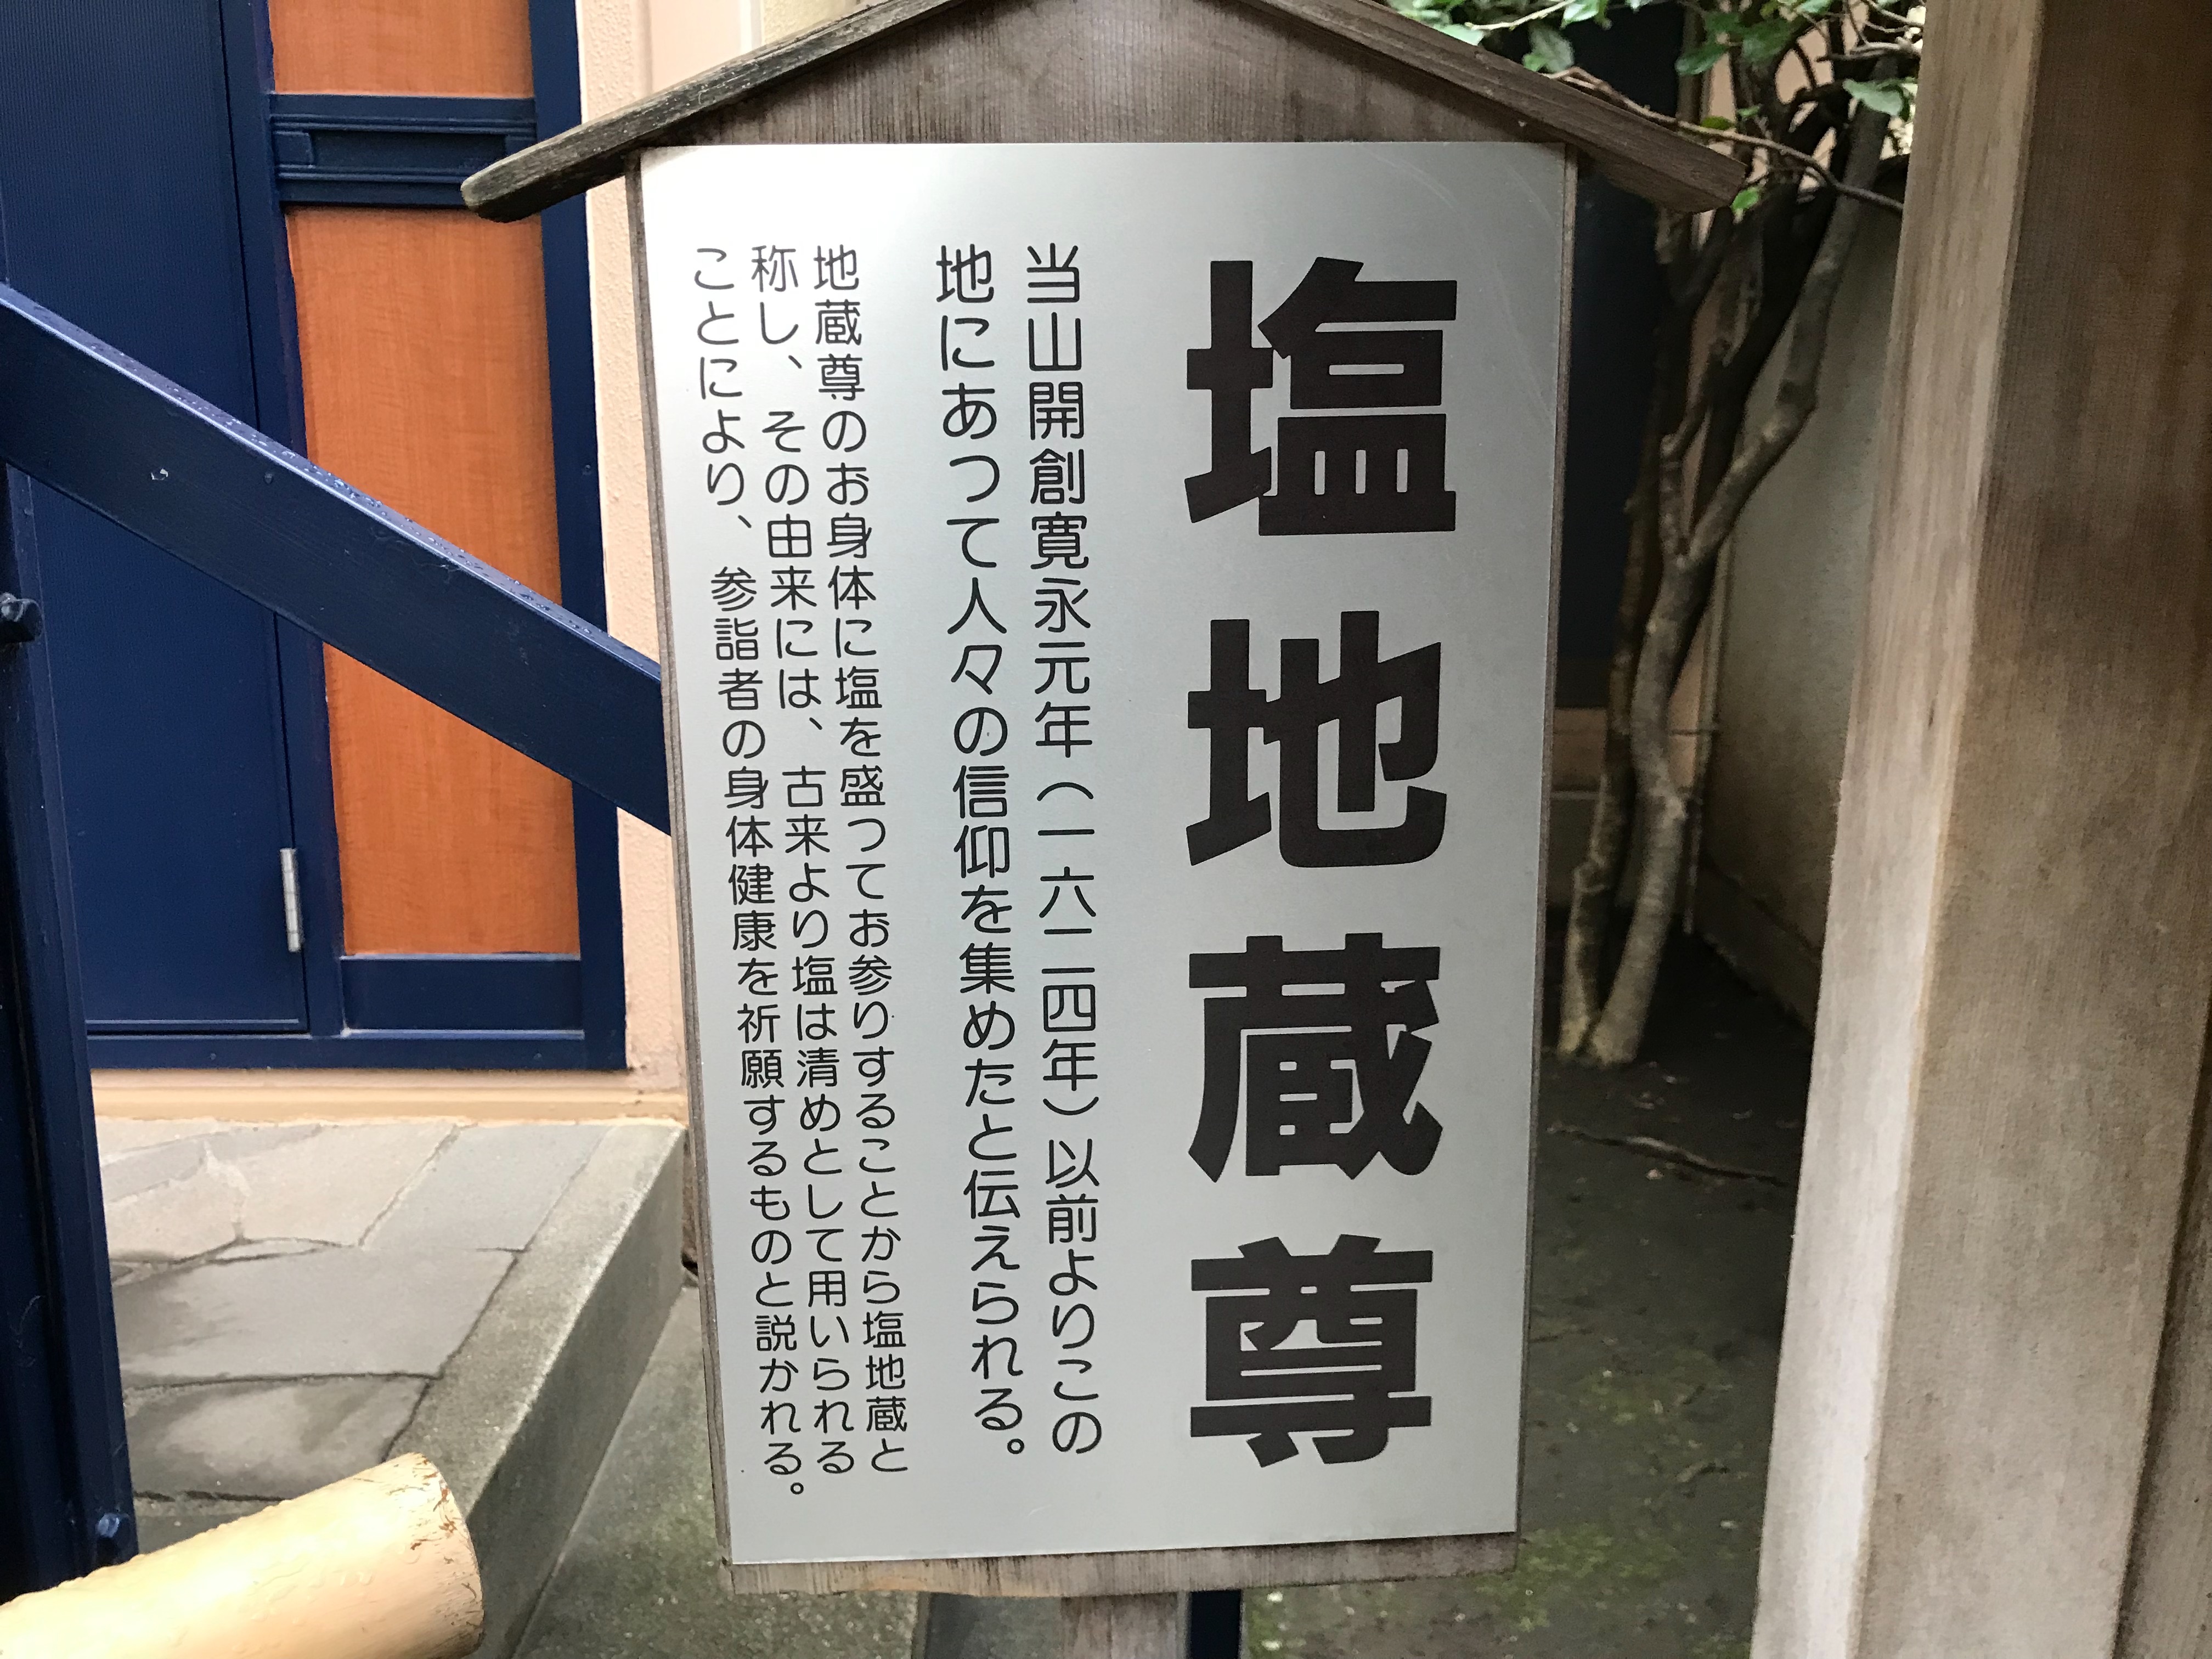 塩地蔵尊
当山開創寛永元年(一六二四年)以前よりこの
地にあって人々の信仰を集めたと伝えられる。
地蔵尊のお身体に塩を盛ってお参りすることから塩地蔵と
称し、その由来には、古来より塩は清めとして用いられる
ことにより、参詣者の身体健康を祈願するものと説かれる。